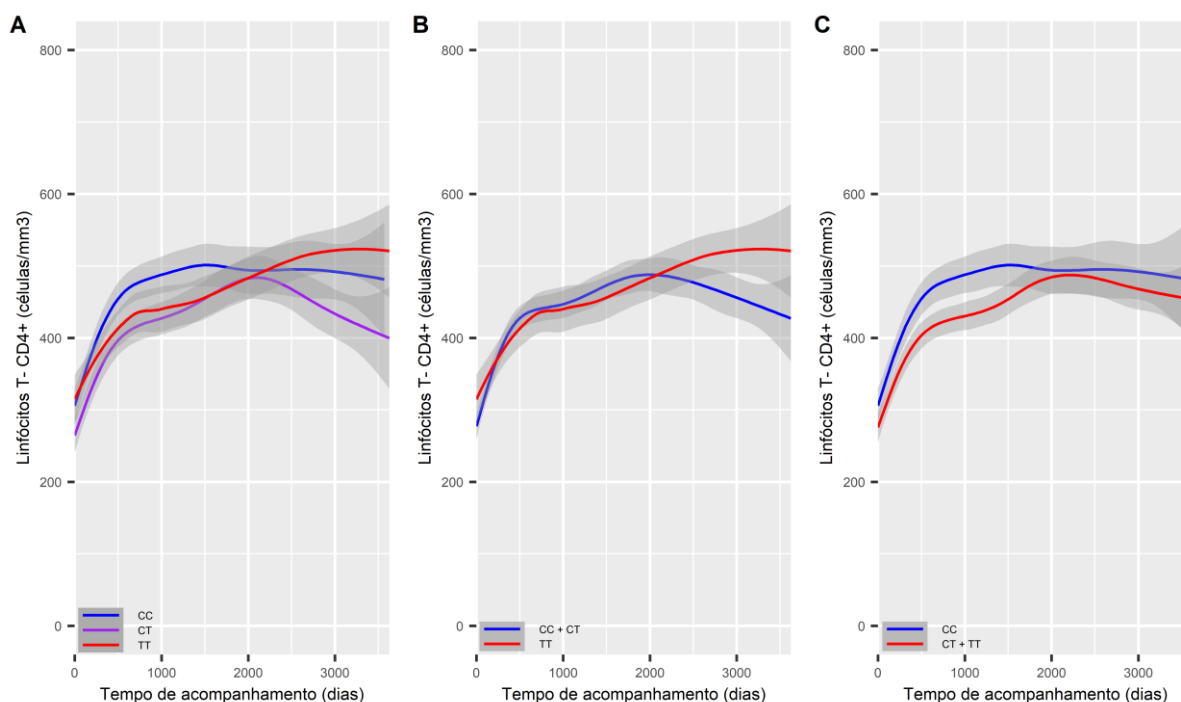 A
800
600
400
200
0
Linfócitos T- CD4+ (células/mm3)
CC
CT
TT
0 1000 2000 3000
Tempo de acompanhamento (dias)
B
800
600
400
200
0
Linfócitos T- CD4+ (células/mm3)
CC + CT
TT
0 1000 2000 3000
Tempo de acompanhamento (dias)
C
800
600
400
200
0
Linfócitos T- CD4+ (células/mm3)
CC
CT + TT
0 1000 2000 3000
Tempo de acompanhamento (dias)